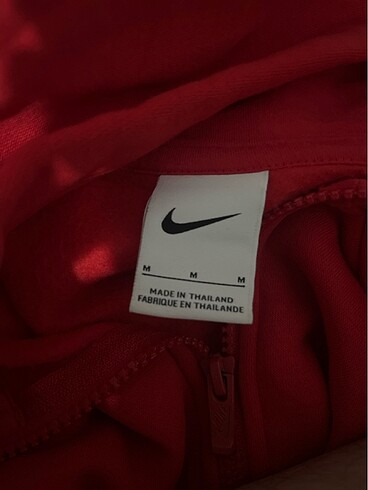 M M M
MADE IN THAILAND
FABRIQUE EN THAILANDE